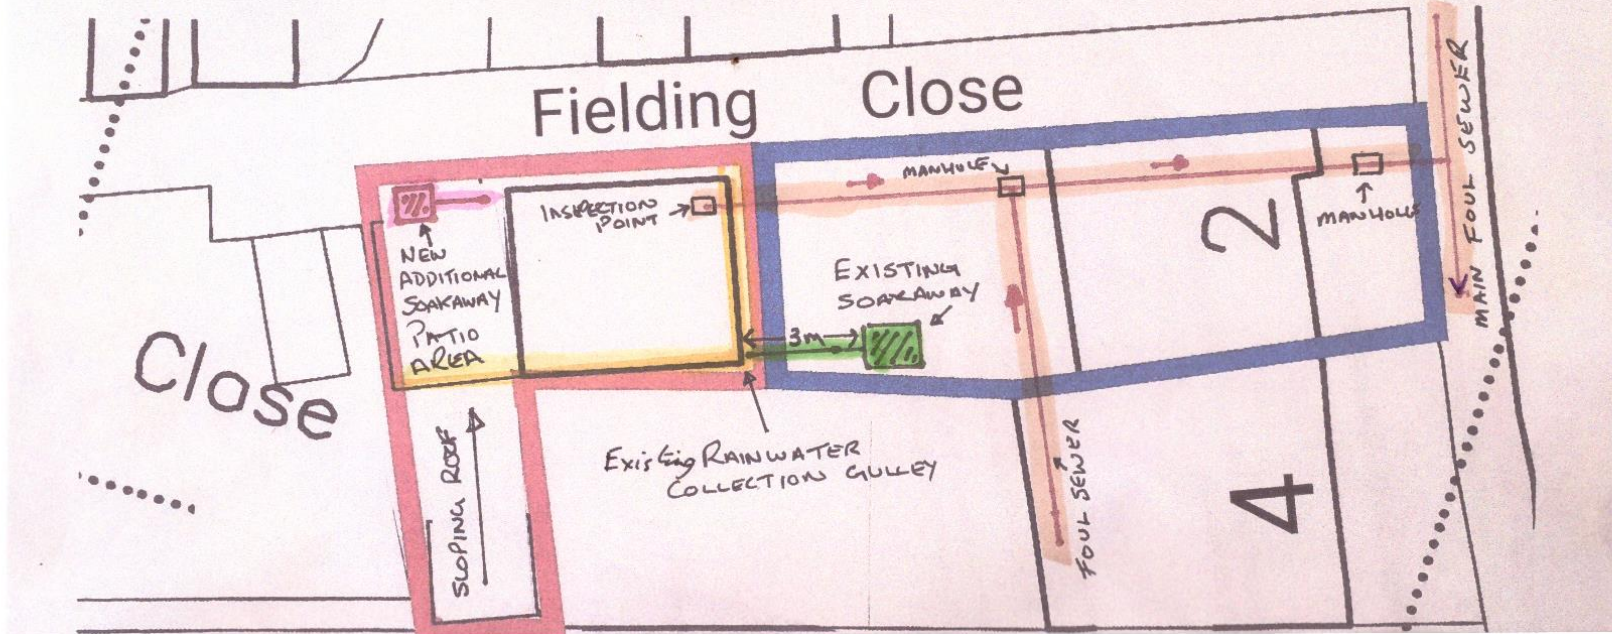 Fielding Close
MAIN FOUL SEWER
MANHOLE
INSPECTION
POINT
2
MANHOLE
NEW
ADDITIONAL
SOAKAWAY
PATIO
AREA
EXISTING
SOAKAWAY
3m
Close
Existing RAINWATER
COLLECTION GULLEY
SLOPING ROOF
FOUL SEWER
4